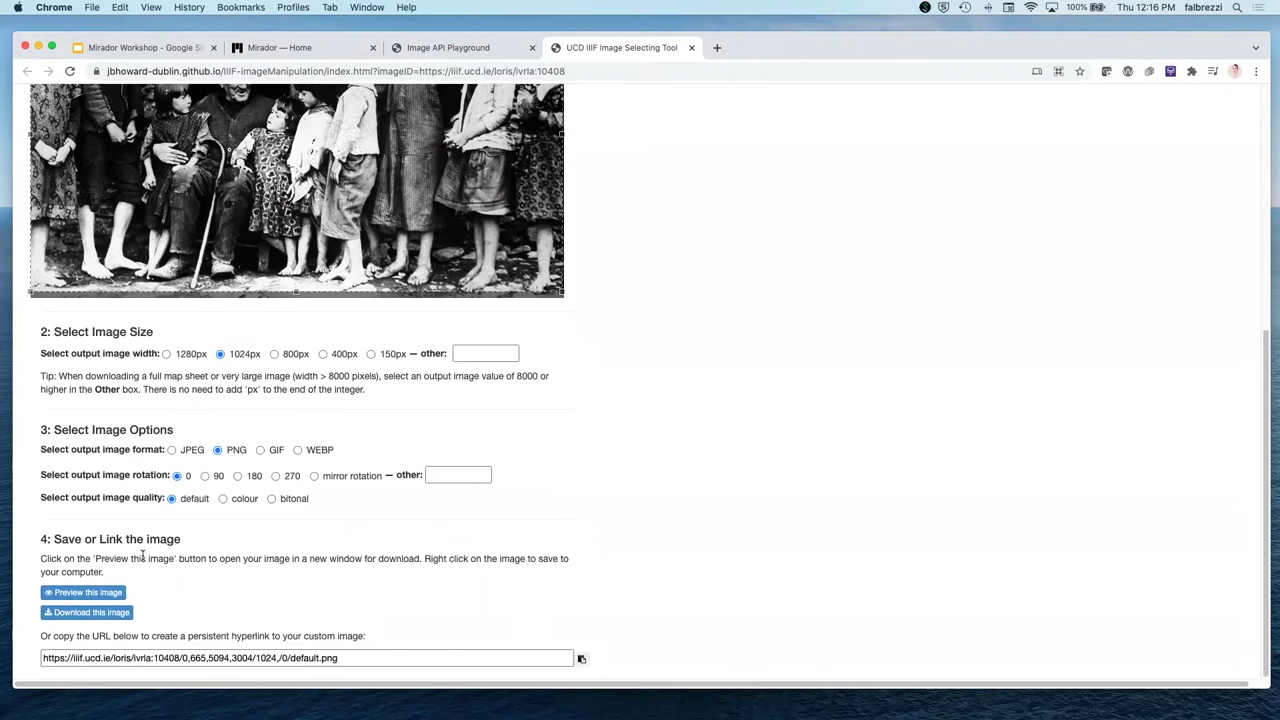 Chrome File Edit View History Bookmarks Profiles Tab Window Help 100% Thu 12:16 PM falbrezzi
Mirador Workshop - Google Sl Mirador — Home Image API Playground UCD IIIF Image Selecting Tool
jbhoward-dublin.github.io/IIIF-imageManipulation/index.html?imageID=https://iiif.ucd.ie/loris/ivrla:10408
2: Select Image Size
Select output image width: 1280px 1024px 800px 400px 150px — other:
Tip: When downloading a full map sheet or very large image (width > 8000 pixels), select an output image value of 8000 or
higher in the Other box. There is no need to add 'px' to the end of the integer.
3: Select Image Options
Select output image format: JPEG PNG GIF WEBP
Select output image rotation: 0 90 180 270 mirror rotation — other:
Select output image quality: default colour bitonal
4: Save or Link the image
Click on the 'Preview this image' button to open your image in a new window for download. Right click on the image to save to
your computer.
Preview this image
Download this image
Or copy the URL below to create a persistent hyperlink to your custom image:
https://iiif.ucd.ie/loris/ivrla:10408/0,665,5094,3004/1024,/0/default.png